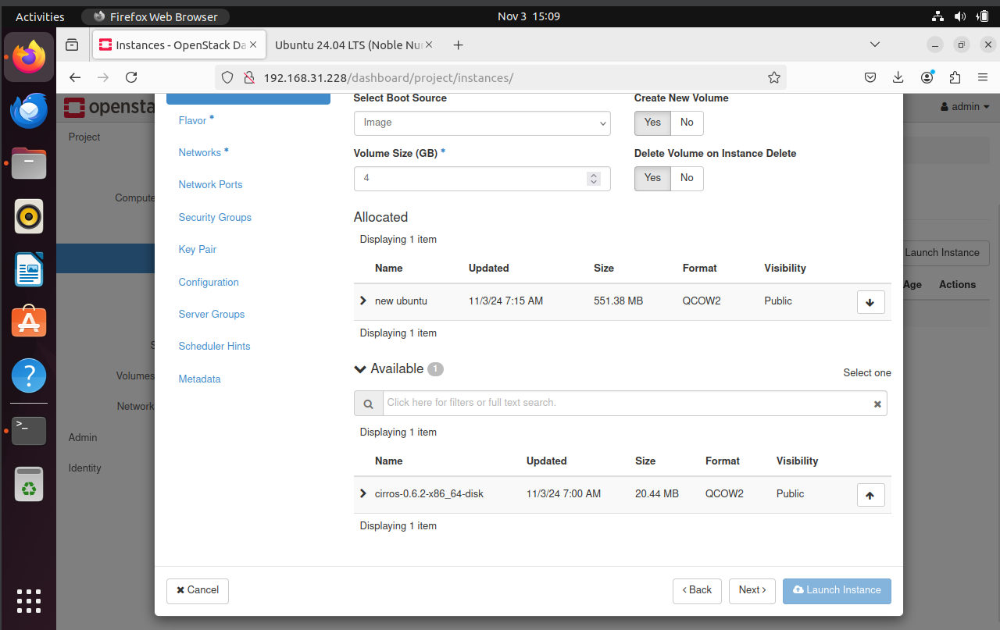 Activities
Firefox Web Browser
Nov 3 15:09
Instances - OpenStack Da
Ubuntu 24.04 LTS (Noble Nu
192.168.31.228/dashboard/project/instances/
opensta
admin
Project
Compute
Volumes
Network
Admin
Identity
Flavor *
Networks *
Network Ports
Security Groups
Key Pair
Configuration
Server Groups
Scheduler Hints
Metadata
Select Boot Source
Create New Volume
Image
Yes No
Volume Size (GB) *
Delete Volume on Instance Delete
4
Yes No
Allocated
Displaying 1 item
Name Updated Size Format Visibility
new ubuntu 11/3/24 7:15 AM 551.38 MB QCOW2 Public
Displaying 1 item
Available 1
Select one
Click here for filters or full text search.
Displaying 1 item
Name Updated Size Format Visibility
cirros-0.6.2-x86_64-disk 11/3/24 7:00 AM 20.44 MB QCOW2 Public
Displaying 1 item
Cancel
Back
Next
Launch Instance
Launch Instance
Age Actions